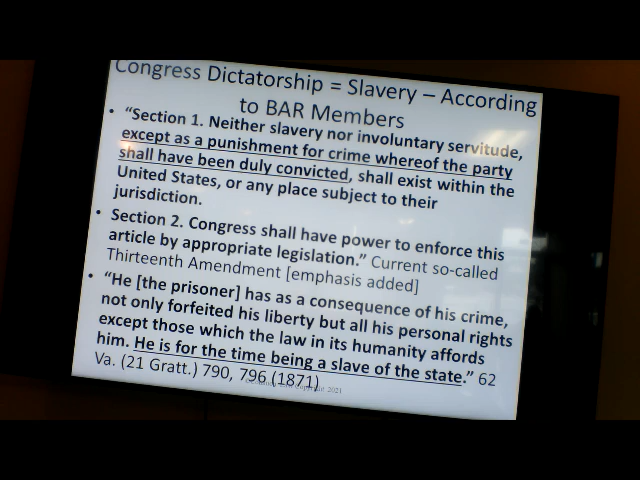 Congress Dictatorship = Slavery – According
to BAR Members
• “Section 1. Neither slavery nor involuntary servitude,
except as a punishment for crime whereof the party
shall have been duly convicted, shall exist within the
United States, or any place subject to their
jurisdiction.
• Section 2. Congress shall have power to enforce this
article by appropriate legislation.” Current so-called
Thirteenth Amendment [emphasis added]
• “He [the prisoner] has as a consequence of his crime,
not only forfeited his liberty but all his personal rights
except those which the law in its humanity affords
him. He is for the time being a slave of the state.” 62
Va. (21 Gratt.) 790, 796 (1871)
2021